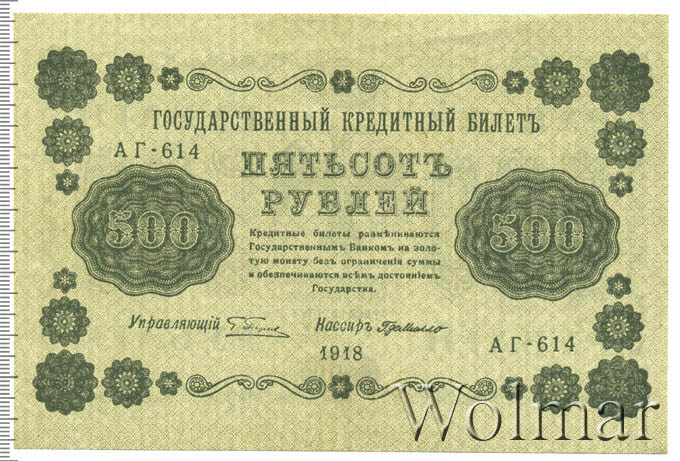 ГОСУДАРСТВЕННЫЙ КРЕДИТНЫЙ БИЛЕТЪ
АГ-614
ПЯТЬСОТЪ
РУБЛЕЙ
500
500
Кредитные билеты размѣниваются
Государственнымъ Банкомъ на золо-
тую монету безъ ограниченія суммы
и обезпечиваются всѣмъ достояніемъ
Государства.
Управляющій
Кассиръ
1918
АГ-614
Wolmar